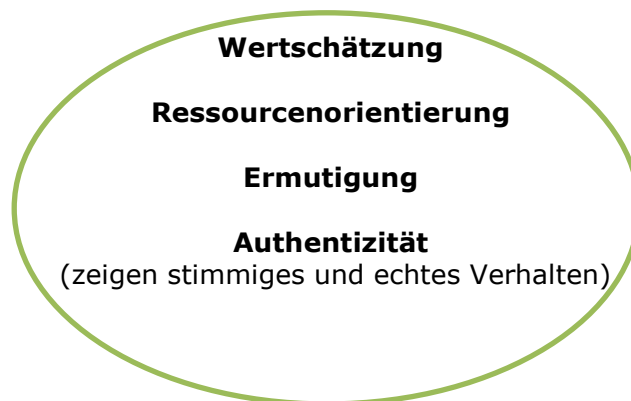 Wertschätzung
Ressourcenorientierung
Ermutigung
Authentizität
(zeigen stimmiges und echtes Verhalten)